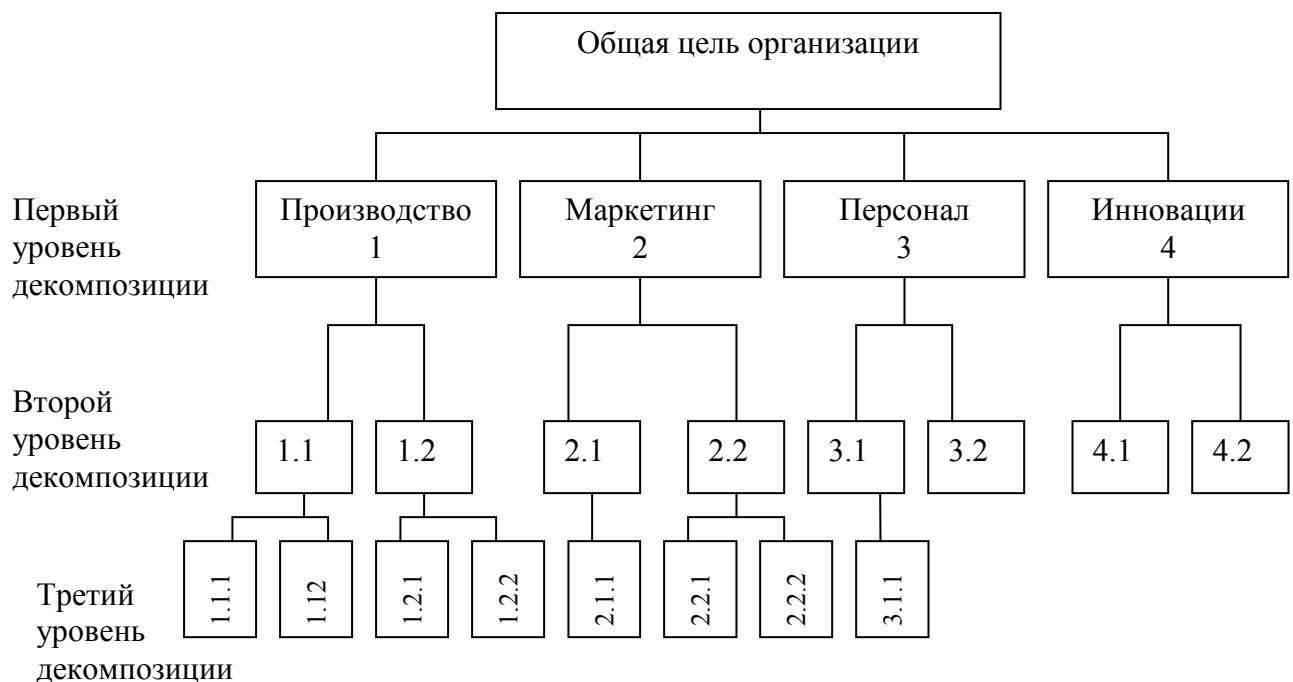 Общая цель организации
Первый
уровень
декомпозиции
Производство
1
Маркетинг
2
Персонал
3
Инновации
4
Второй
уровень
декомпозиции
1.1
1.2
2.1
2.2
3.1
3.2
4.1
4.2
Третий
уровень
декомпозиции
1.1.1
1.12
1.2.1
1.2.2
2.1.1
2.2.1
2.2.2
3.1.1